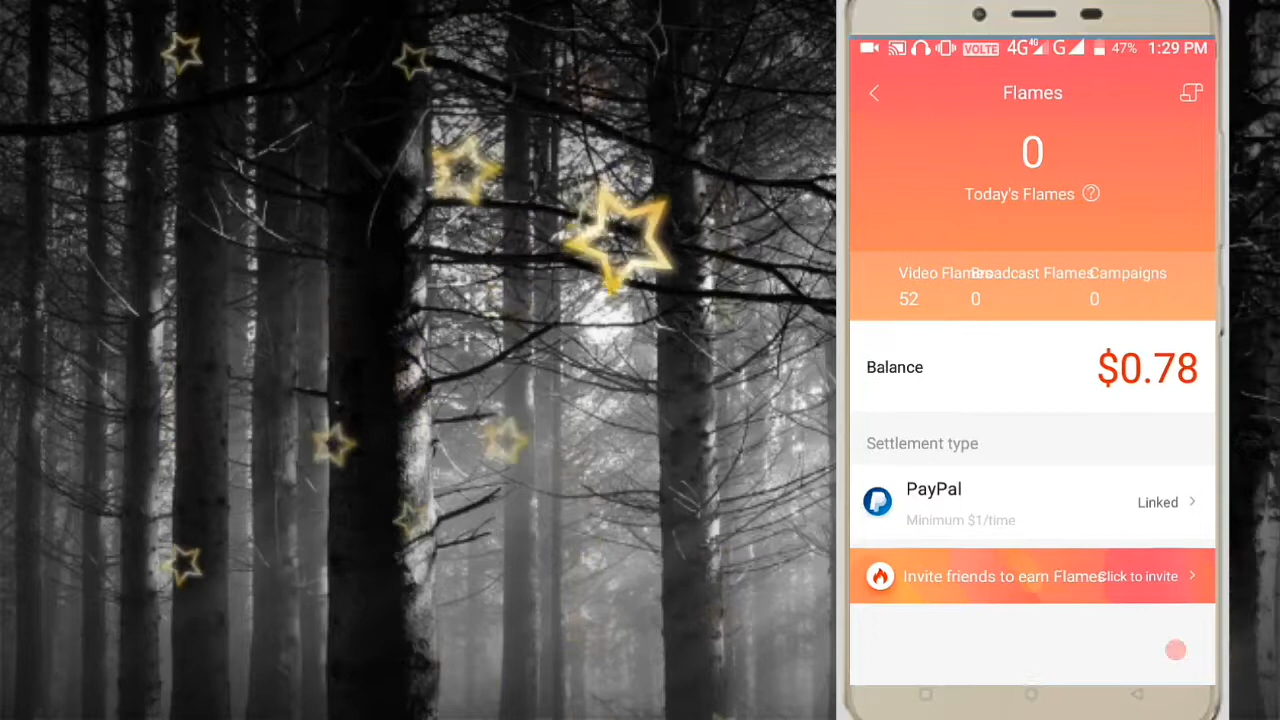 VOLTE 4G 4G G 47% 1:29 PM
Flames
0
Today's Flames ?
Video Flames Broadcast Flames Campaigns
52 0 0
Balance $0.78
Settlement type
PayPal
Linked
Minimum $1/time
Invite friends to earn Flames Click to invite